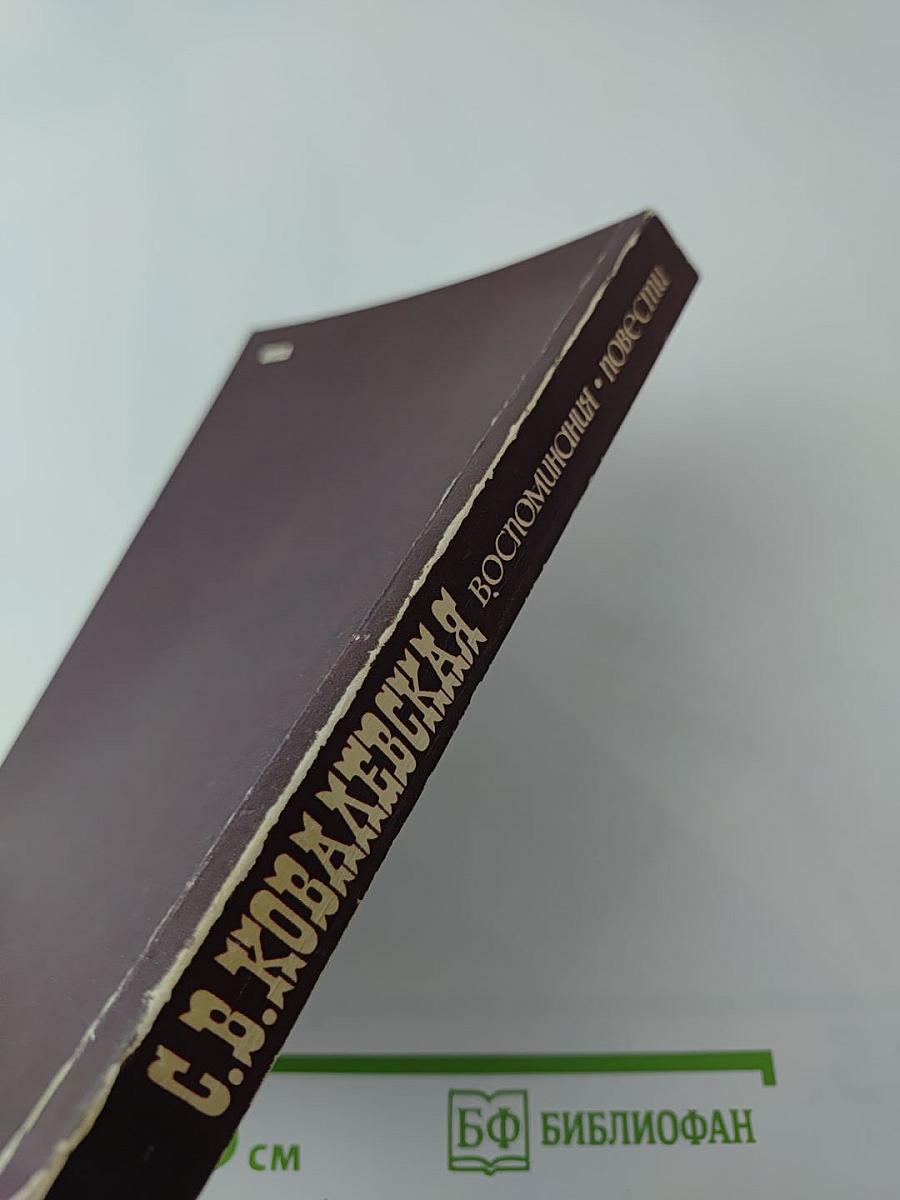 С.В.КОВАЛЕВСКАЯ ВОСПОМИНАНИЯ • ПОВЕСТИ
см
БФ БИБЛИОФАН